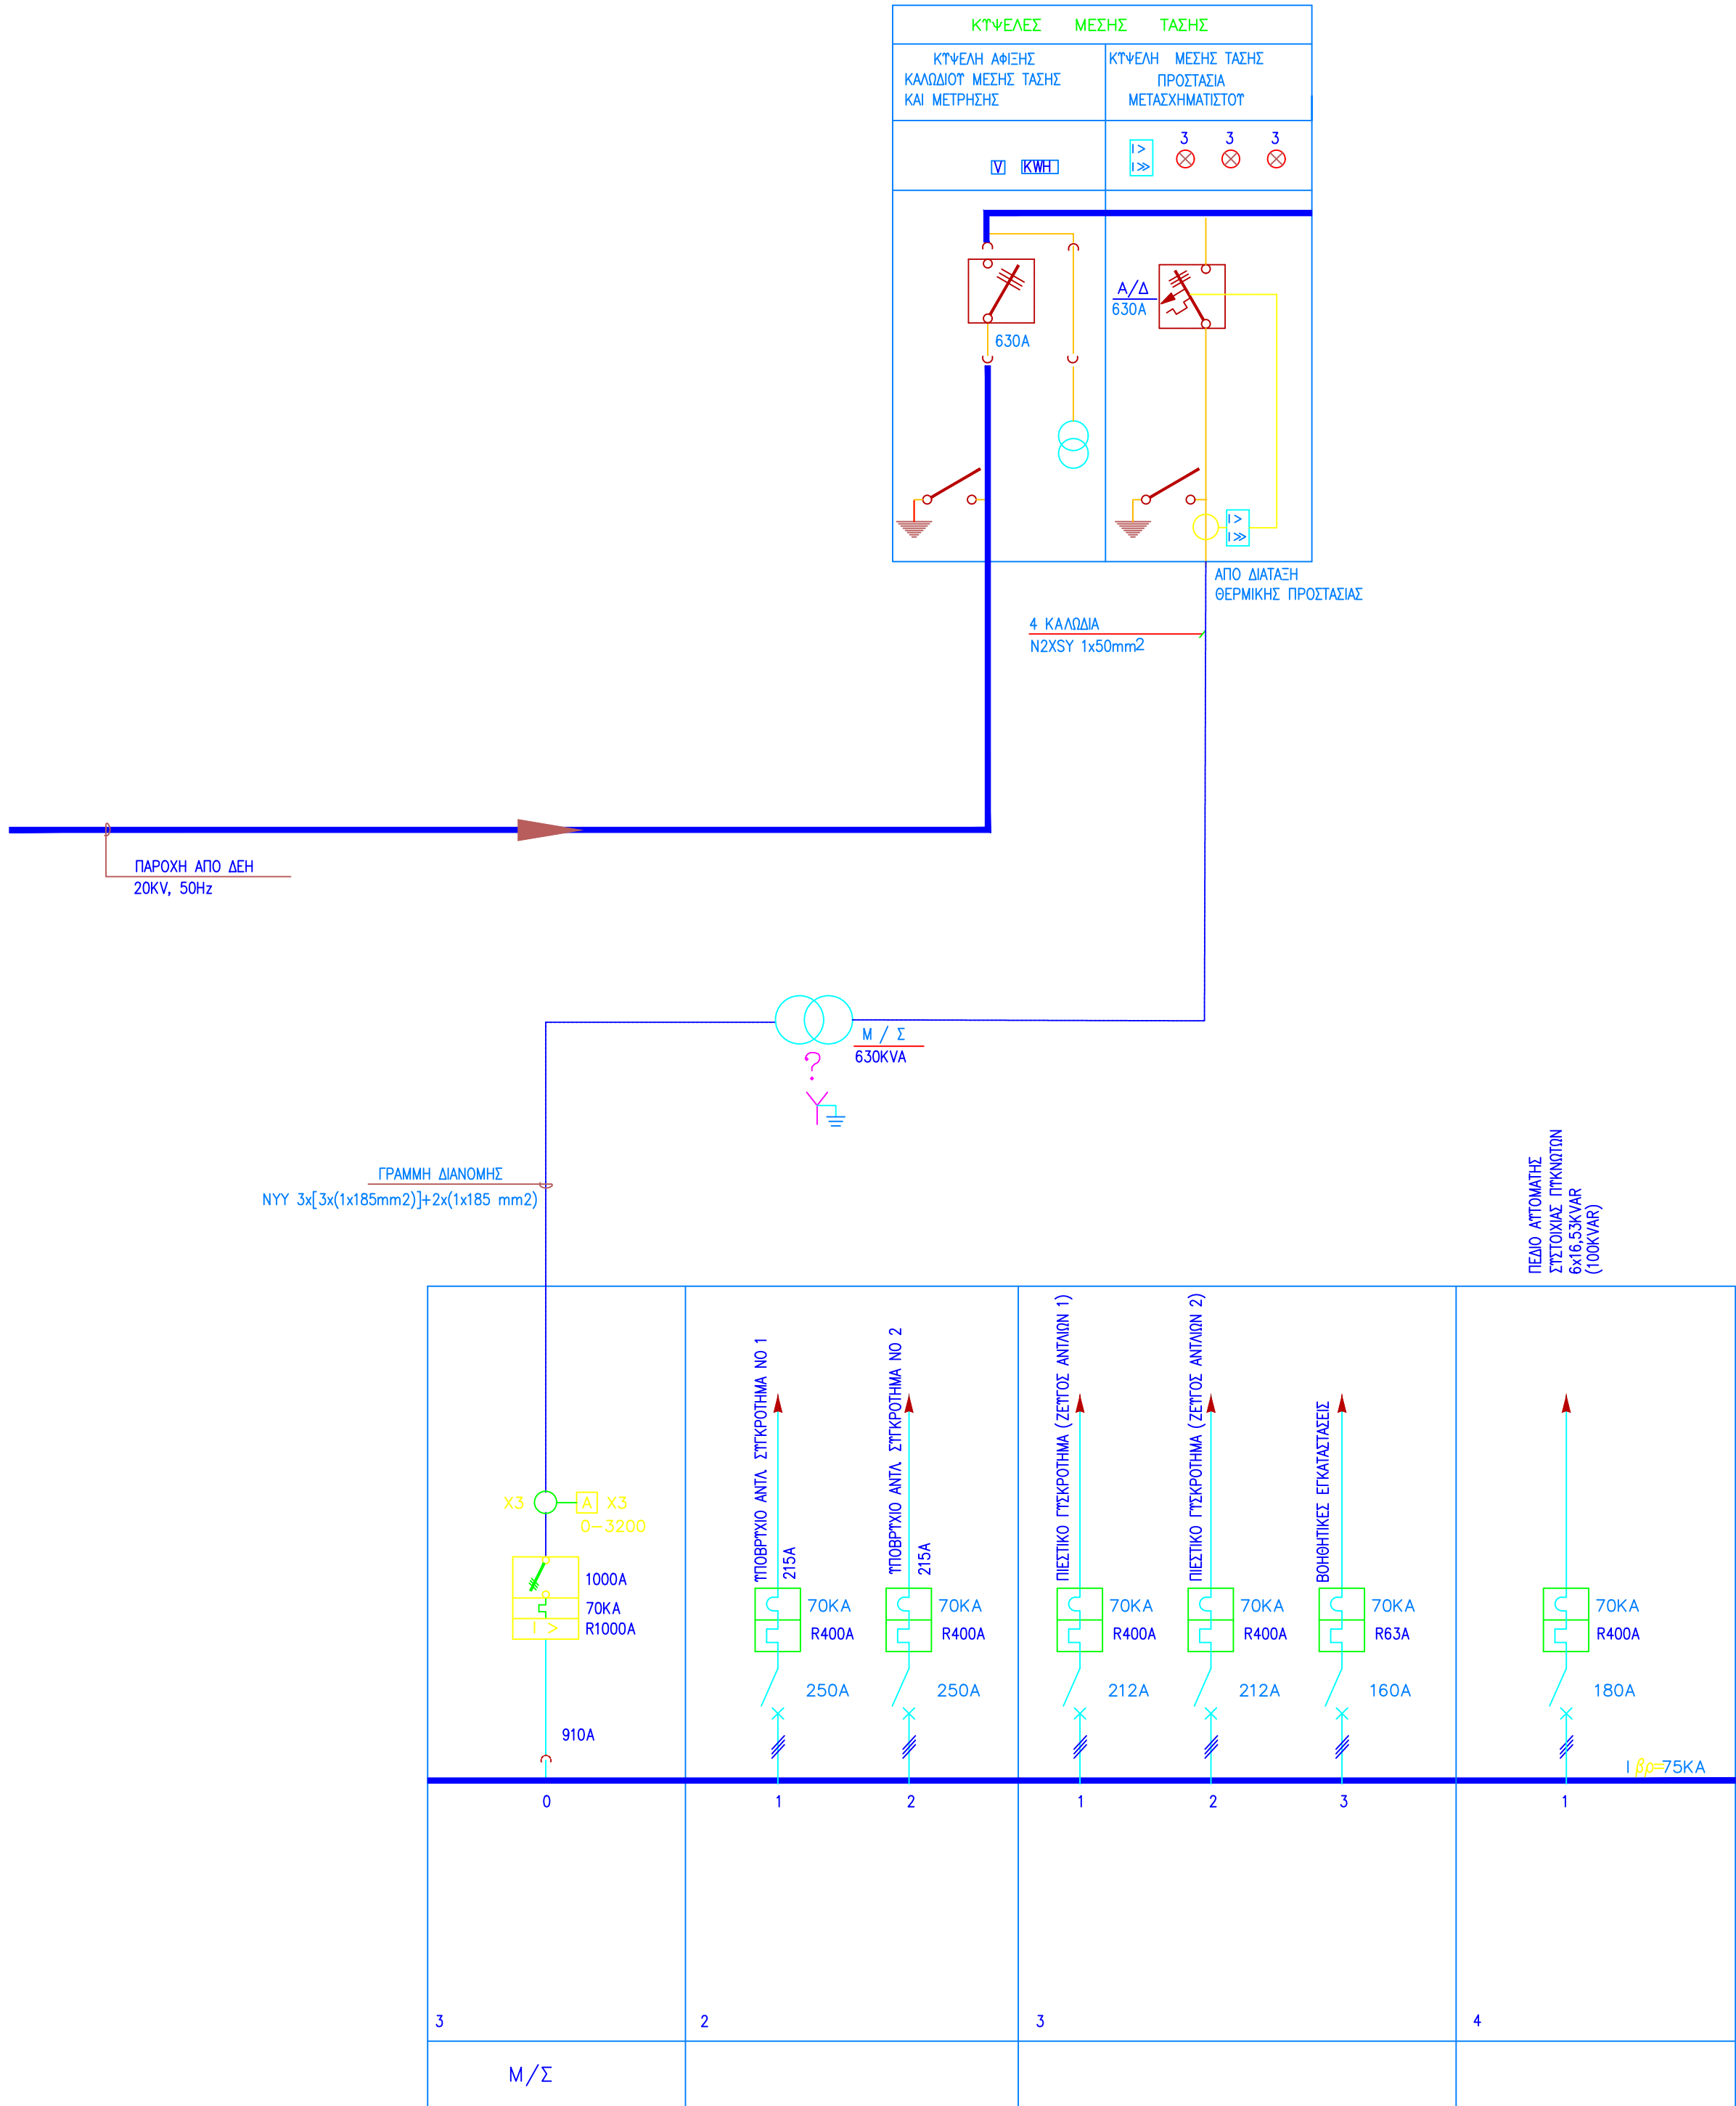 ΚΥΨΕΛΕΣ ΜΕΣΗΣ ΤΑΣΗΣ
ΚΥΨΕΛΗ ΑΦΙΞΗΣ
ΚΑΛΩΔΙΟΥ ΜΕΣΗΣ ΤΑΣΗΣ
ΚΑΙ ΜΕΤΡΗΣΗΣ
ΚΥΨΕΛΗ ΜΕΣΗΣ ΤΑΣΗΣ
ΠΡΟΣΤΑΣΙΑ
ΜΕΤΑΣΧΗΜΑΤΙΣΤΟΥ
V KWH
I>
I≫
3 3 3
630A
Α/Δ
630A
I>
I≫
ΑΠΟ ΔΙΑΤΑΞΗ
ΘΕΡΜΙΚΗΣ ΠΡΟΣΤΑΣΙΑΣ
4 ΚΑΛΩΔΙΑ
N2XSY 1x50mm2
ΠΑΡΟΧΗ ΑΠΟ ΔΕΗ
20KV, 50Hz
Μ / Σ
630KVA
?
ΓΡΑΜΜΗ ΔΙΑΝΟΜΗΣ
NYY 3x[3x(1x185mm2)]+2x(1x185 mm2)
ΠΕΔΙΟ ΑΥΤΟΜΑΤΗΣ
ΣΥΣΤΟΙΧΙΑΣ ΠΥΚΝΩΤΩΝ
6x16,53KVAR
(100KVAR)
X3 A X3
0-3200
1000A
70KA
I > R1000A
910A
ΥΠΟΒΡΥΧΙΟ ΑΝΤΛ. ΣΥΓΚΡΟΤΗΜΑ ΝΟ 1
215A
70KA
R400A
250A
ΥΠΟΒΡΥΧΙΟ ΑΝΤΛ. ΣΥΓΚΡΟΤΗΜΑ ΝΟ 2
215A
70KA
R400A
250A
ΠΙΕΣΤΙΚΟ ΓΥΣΚΡΟΤΗΜΑ (ΖΕΥΓΟΣ ΑΝΤΛΙΩΝ 1)
70KA
R400A
212A
ΠΙΕΣΤΙΚΟ ΓΥΣΚΡΟΤΗΜΑ (ΖΕΥΓΟΣ ΑΝΤΛΙΩΝ 2)
70KA
R400A
212A
ΒΟΗΘΗΤΙΚΕΣ ΕΓΚΑΤΑΣΤΑΣΕΙΣ
70KA
R63A
160A
70KA
R400A
180A
I βρ=75KA
0 1 2 1 2 3 1
3 2 3 4
Μ/Σ